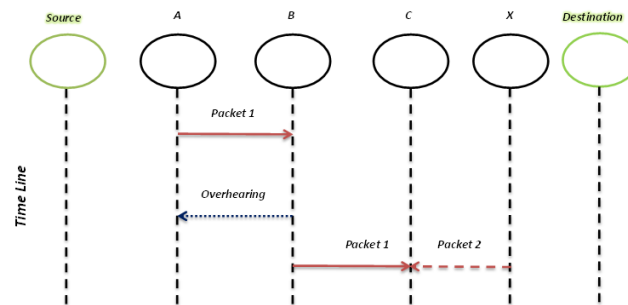 Source
A
B
C
X
Destination
Packet 1
Overhearing
Packet 1
Packet 2
Time Line